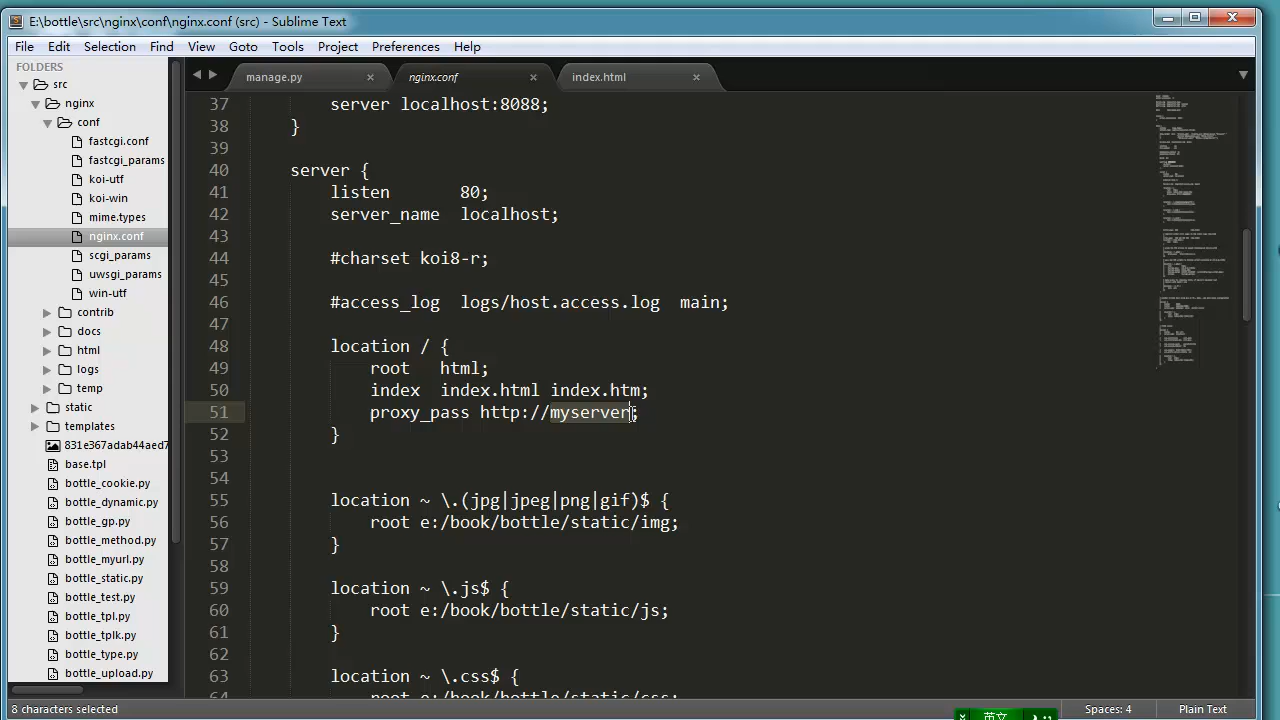 E:\bottle\src\nginx\conf\nginx.conf (src) - Sublime Text
File Edit Selection Find View Goto Tools Project Preferences Help
FOLDERS
src
nginx
conf
fastcgi.conf
fastcgi_params
koi-utf
koi-win
mime.types
nginx.conf
scgi_params
uwsgi_params
win-utf
contrib
docs
html
logs
temp
static
templates
831e367adab44aed7
base.tpl
bottle_cookie.py
bottle_dynamic.py
bottle_gp.py
bottle_method.py
bottle_myurl.py
bottle_static.py
bottle_test.py
bottle_tpl.py
bottle_tplk.py
bottle_type.py
bottle_upload.py
manage.py nginx.conf index.html
37 server localhost:8088;
38 }
39
40 server {
41 listen 80;
42 server_name localhost;
43
44 #charset koi8-r;
45
46 #access_log logs/host.access.log main;
47
48 location / {
49 root html;
50 index index.html index.htm;
51 proxy_pass http://myserver;
52 }
53
54
55 location ~ \.(jpg|jpeg|png|gif)$ {
56 root e:/book/bottle/static/img;
57 }
58
59 location ~ \.js$ {
60 root e:/book/bottle/static/js;
61 }
62
63 location ~ \.css$ {
64 root e:/book/bottle/static/css;
8 characters selected
英文
Spaces: 4 Plain Text